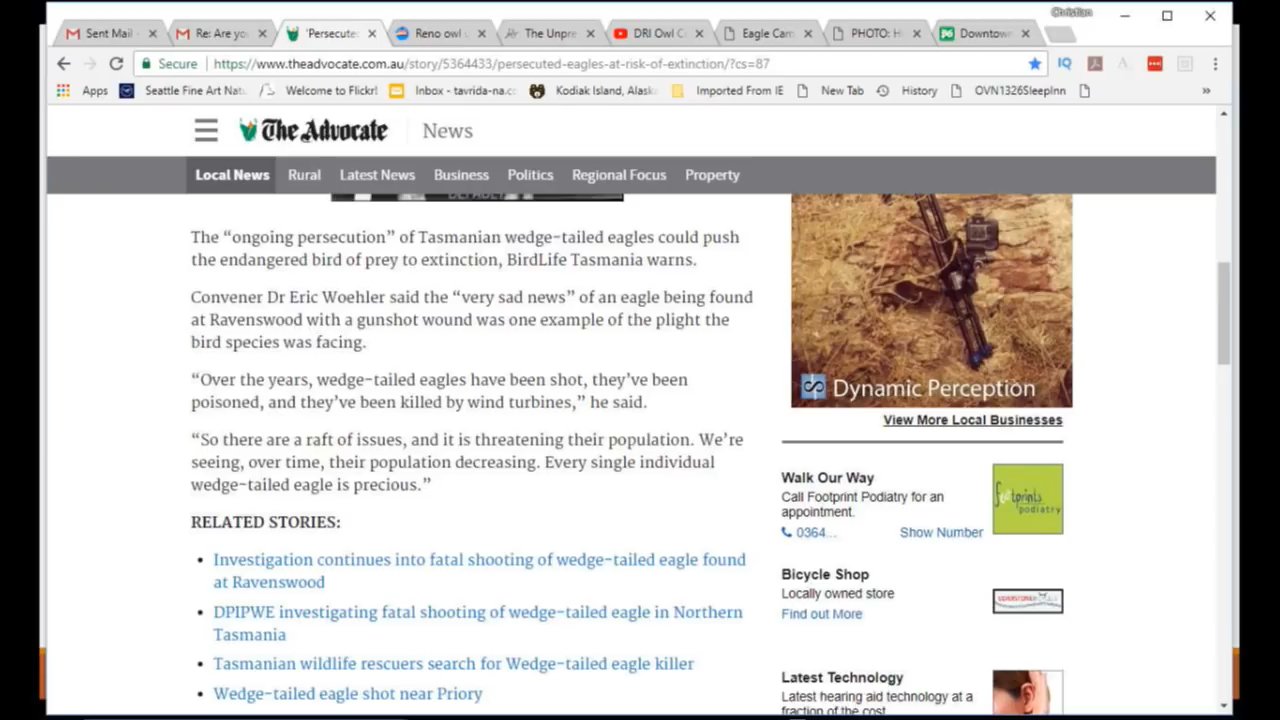 Christian
Sent Mail
Re: Are you
'Persecute
Reno owl
The Unpre
DRI Owl C
Eagle Cam
PHOTO: H
Downtow
Secure
https://www.theadvocate.com.au/story/5364433/persecuted-eagles-at-risk-of-extinction/?cs=87
Apps
Seattle Fine Art Natu
Welcome to Flickr!
Inbox - tavrida-na.co
Kodiak Island, Alaska
Imported From IE
New Tab
History
OVN1326SleepInn
»
The Advocate
News
Local News Rural Latest News Business Politics Regional Focus Property
DEFAULT
The “ongoing persecution” of Tasmanian wedge-tailed eagles could push
the endangered bird of prey to extinction, BirdLife Tasmania warns.
Convener Dr Eric Woehler said the “very sad news” of an eagle being found
at Ravenswood with a gunshot wound was one example of the plight the
bird species was facing.
“Over the years, wedge-tailed eagles have been shot, they’ve been
poisoned, and they’ve been killed by wind turbines,” he said.
“So there are a raft of issues, and it is threatening their population. We’re
seeing, over time, their population decreasing. Every single individual
wedge-tailed eagle is precious.”
RELATED STORIES:
• Investigation continues into fatal shooting of wedge-tailed eagle found
at Ravenswood
• DPIPWE investigating fatal shooting of wedge-tailed eagle in Northern
Tasmania
• Tasmanian wildlife rescuers search for Wedge-tailed eagle killer
• Wedge-tailed eagle shot near Priory
Dynamic Perception
View More Local Businesses
Walk Our Way
Call Footprint Podiatry for an
appointment.
0364... Show Number
footprints
podiatry
Bicycle Shop
Locally owned store
Find out More
Latest Technology
Latest hearing aid technology at a
fraction of the cost